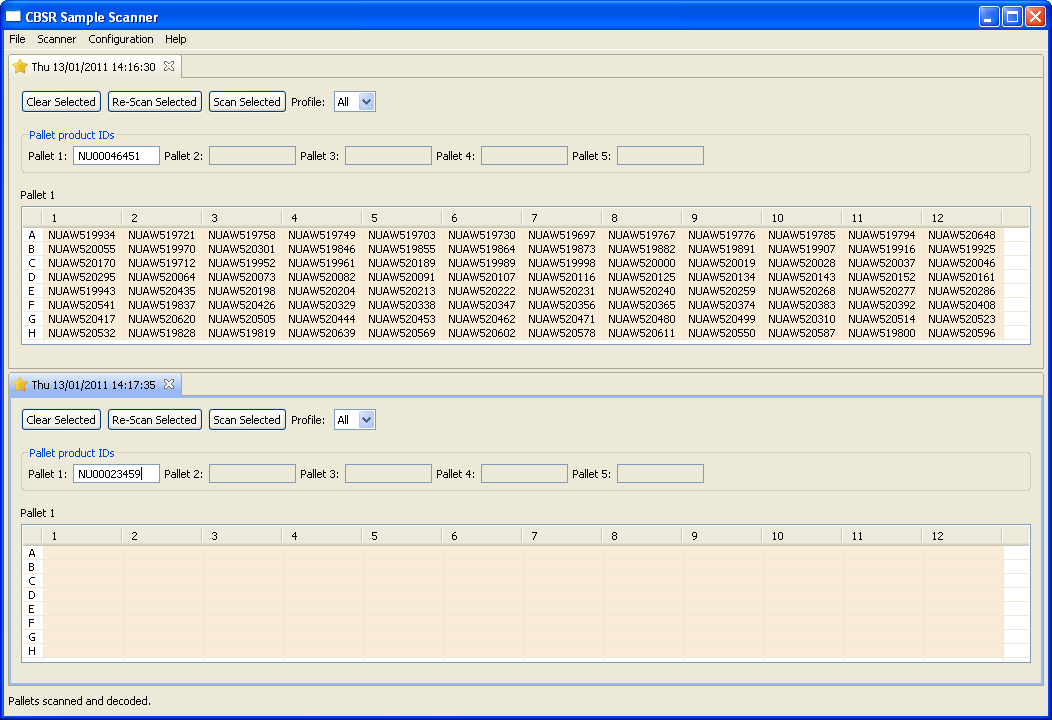 CBSR Sample Scanner
File Scanner Configuration Help
Thu 13/01/2011 14:16:30
Clear Selected Re-Scan Selected Scan Selected Profile: All
Pallet product IDs
Pallet 1: NU00046451 Pallet 2: Pallet 3: Pallet 4: Pallet 5:
Pallet 1
1 2 3 4 5 6 7 8 9 10 11 12
A NUAW519934 NUAW519721 NUAW519758 NUAW519749 NUAW519703 NUAW519730 NUAW519697 NUAW519767 NUAW519776 NUAW519785 NUAW519794 NUAW520648
B NUAW520055 NUAW519970 NUAW520301 NUAW519846 NUAW519855 NUAW519864 NUAW519873 NUAW519882 NUAW519891 NUAW519907 NUAW519916 NUAW519925
C NUAW520170 NUAW519712 NUAW519952 NUAW519961 NUAW520189 NUAW519989 NUAW519998 NUAW520000 NUAW520019 NUAW520028 NUAW520037 NUAW520046
D NUAW520295 NUAW520064 NUAW520073 NUAW520082 NUAW520091 NUAW520107 NUAW520116 NUAW520125 NUAW520134 NUAW520143 NUAW520152 NUAW520161
E NUAW519943 NUAW520435 NUAW520198 NUAW520204 NUAW520213 NUAW520222 NUAW520231 NUAW520240 NUAW520259 NUAW520268 NUAW520277 NUAW520286
F NUAW520541 NUAW519837 NUAW520426 NUAW520329 NUAW520338 NUAW520347 NUAW520356 NUAW520365 NUAW520374 NUAW520383 NUAW520392 NUAW520408
G NUAW520417 NUAW520620 NUAW520505 NUAW520444 NUAW520453 NUAW520462 NUAW520471 NUAW520480 NUAW520499 NUAW520310 NUAW520514 NUAW520523
H NUAW520532 NUAW519828 NUAW519819 NUAW520639 NUAW520569 NUAW520602 NUAW520578 NUAW520611 NUAW520550 NUAW520587 NUAW519800 NUAW520596
Thu 13/01/2011 14:17:35
Clear Selected Re-Scan Selected Scan Selected Profile: All
Pallet product IDs
Pallet 1: NU00023459 Pallet 2: Pallet 3: Pallet 4: Pallet 5:
Pallet 1
1 2 3 4 5 6 7 8 9 10 11 12
A
B
C
D
E
F
G
H
Pallets scanned and decoded.